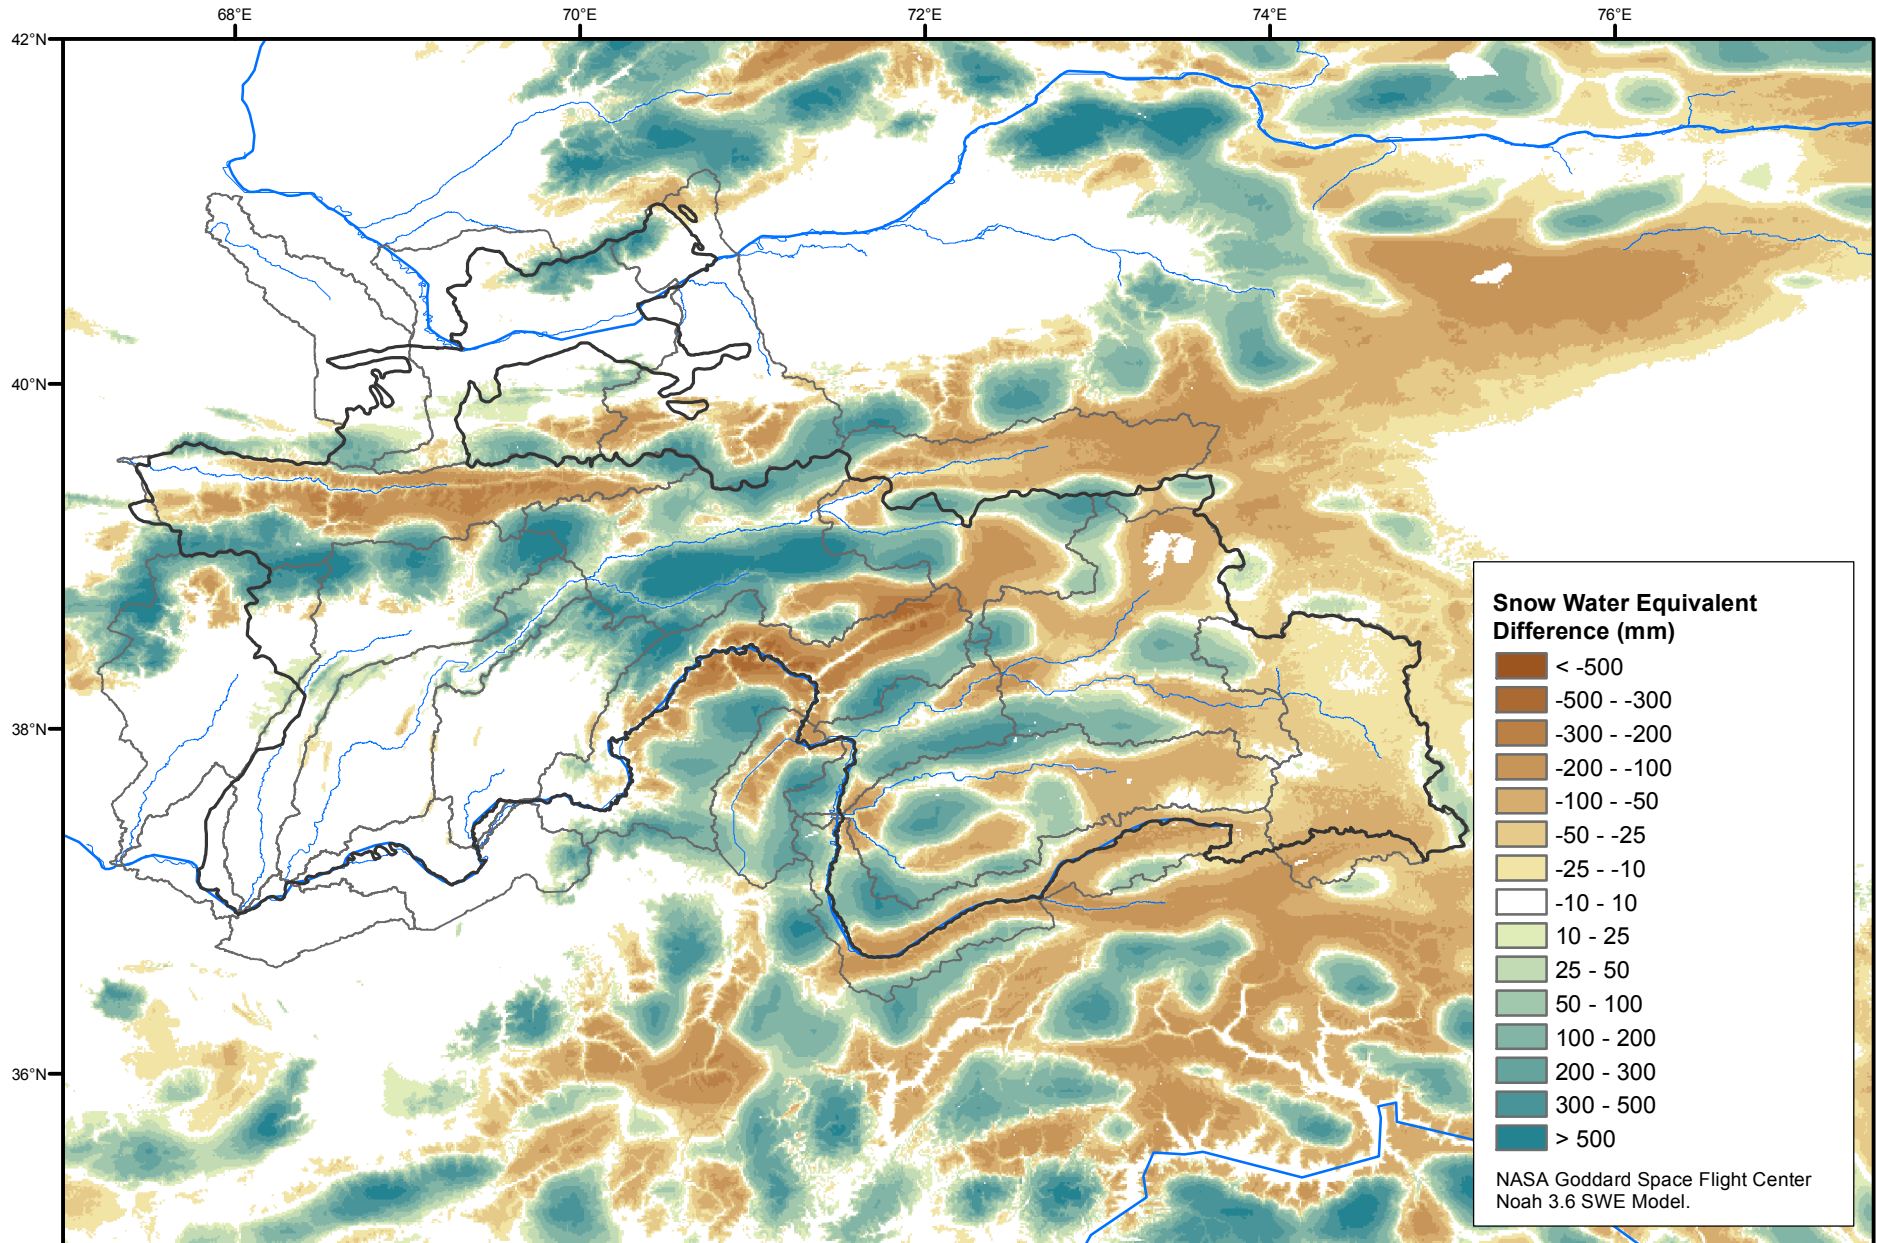 68°E 70°E 72°E 74°E 76°E
42°N
40°N
38°N
36°N
Snow Water Equivalent
Difference (mm)
< -500
-500 - -300
-300 - -200
-200 - -100
-100 - -50
-50 - -25
-25 - -10
-10 - 10
10 - 25
25 - 50
50 - 100
100 - 200
200 - 300
300 - 500
> 500
NASA Goddard Space Flight Center
Noah 3.6 SWE Model.